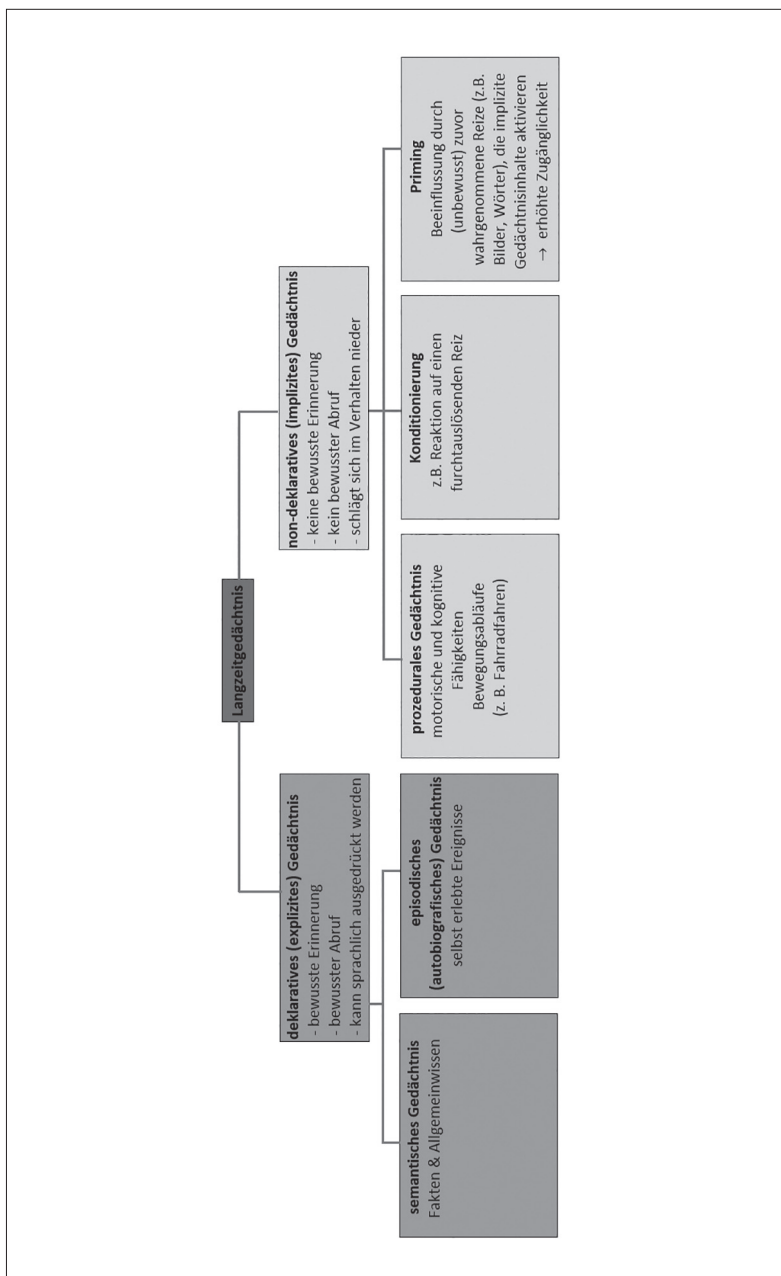 Langzeitgedächtnis
deklaratives (explizites) Gedächtnis
- bewusste Erinnerung
- bewusster Abruf
- kann sprachlich ausgedrückt werden
non-deklaratives (implizites) Gedächtnis
- keine bewusste Erinnerung
- kein bewusster Abruf
- schlägt sich im Verhalten nieder
semantisches Gedächtnis
Fakten & Allgemeinwissen
episodisches
(autobiografisches) Gedächtnis
selbst erlebte Ereignisse
prozedurales Gedächtnis
motorische und kognitive
Fähigkeiten
Bewegungsabläufe
(z. B. Fahrradfahren)
Konditionierung
z.B. Reaktion auf einen
furchtauslösenden Reiz
Priming
Beeinflussung durch
(unbewusst) zuvor
wahrgenommene Reize (z.B.
Bilder, Wörter), die implizite
Gedächtnisinhalte aktivieren
→ erhöhte Zugänglichkeit